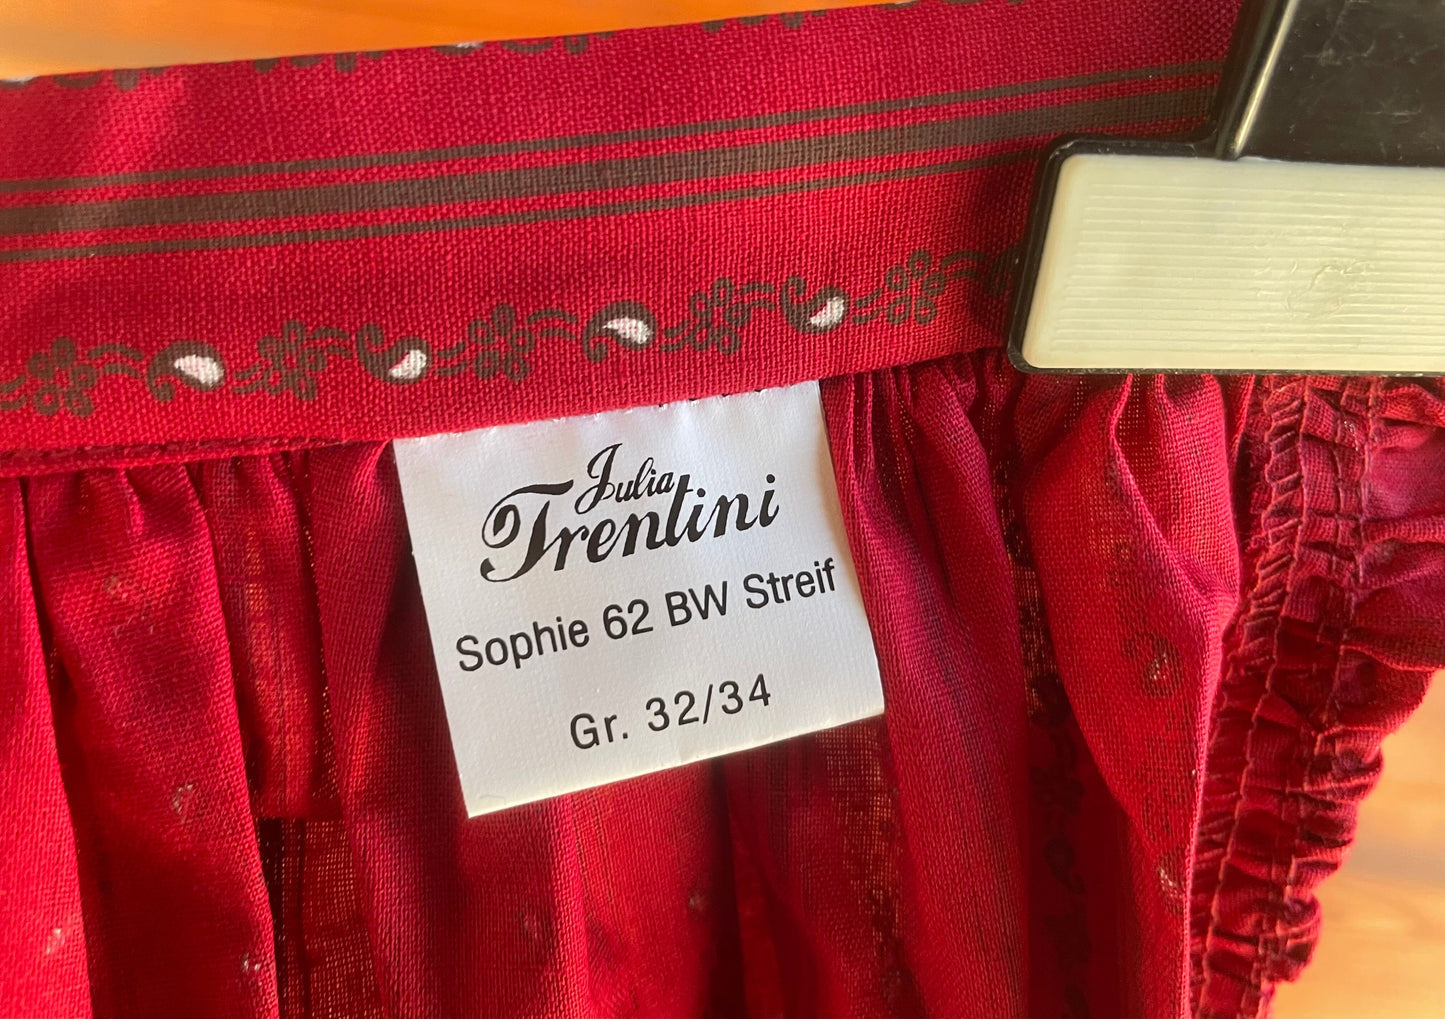 Julia
Trentini
Sophie 62 BW Streif
Gr. 32/34